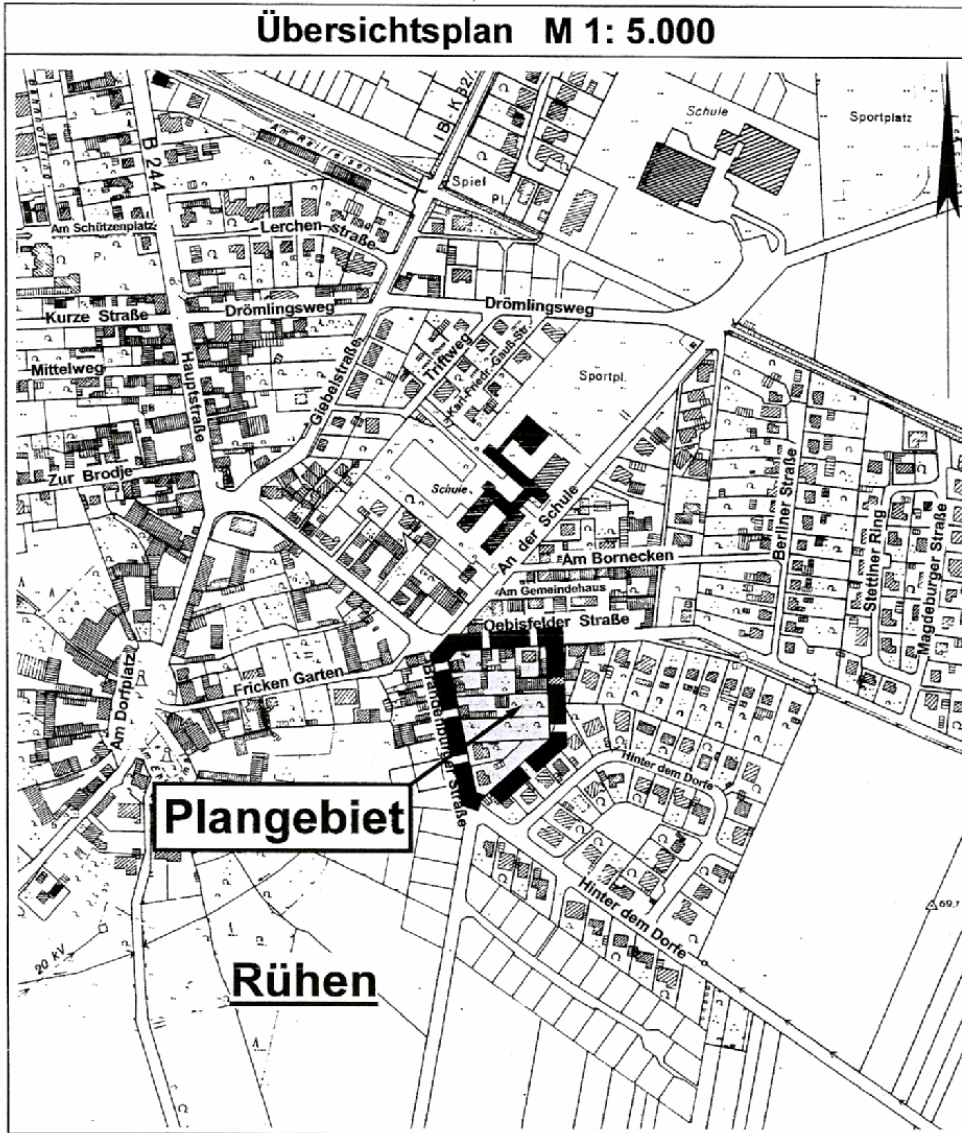 Übersichtsplan M 1: 5.000
B 244
B.-K 327
Schule
Sportplatz
Spiel
Pl.
Am Schützenplatz
Lerchenstraße
Pl.
Kurze Straße
Drömlingsweg
Drömlingsweg
Mittelweg
Hauptstraße
Giebelstraße
Triftweg
Karl-Friedr.-Gauß-Str.
Sportpl.
Zur Brodje
Schule
An der Schule
Am Bornecken
Am Gemeindehaus
Oebisfelder Straße
Berliner Straße
Stettiner Ring
Magdeburger Straße
Am Dorfplatz
Fricken Garten
Brandenburger Straße
Hinter dem Dorfe
Plangebiet
Hinter dem Dorfe
20 kV
Rühen